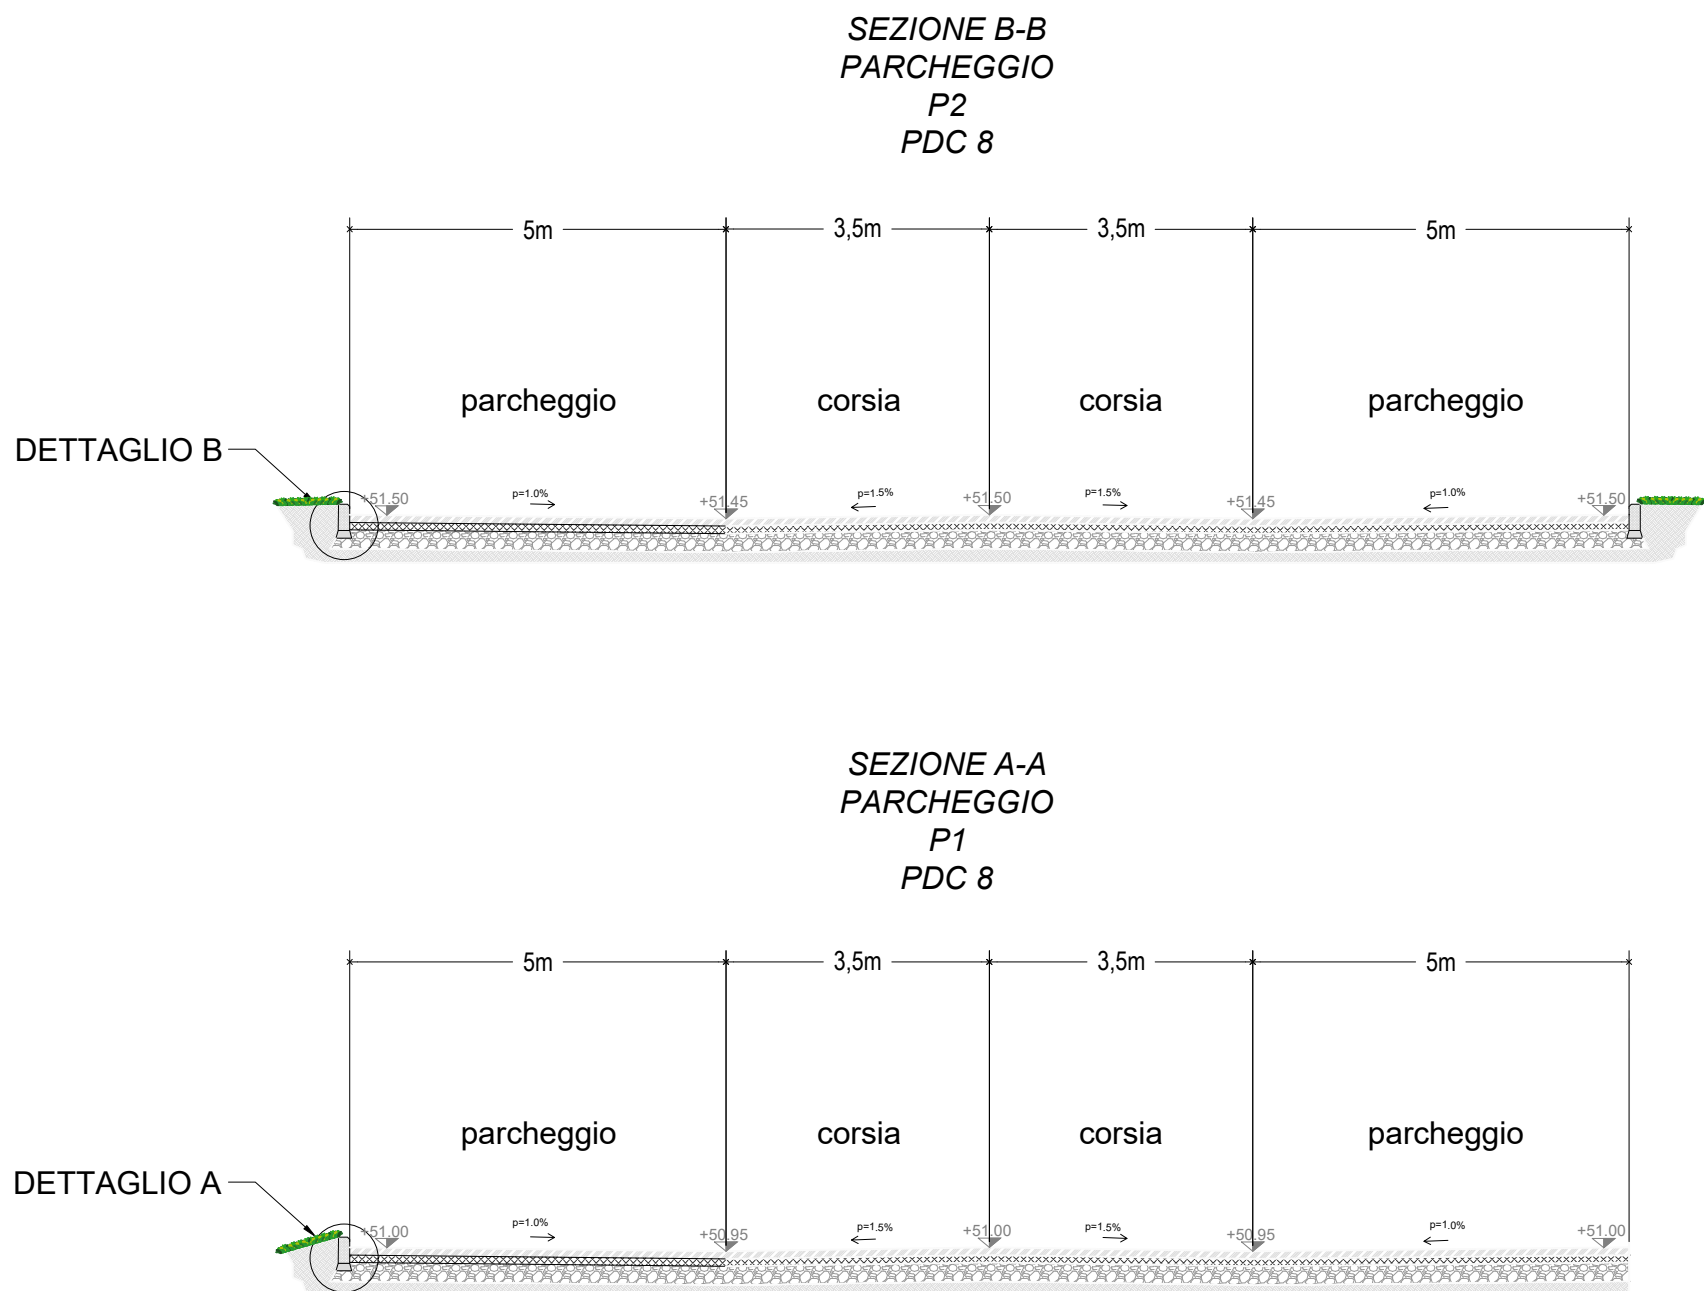 SEZIONE B-B
PARCHEGGIO
P2
PDC 8
5m 3,5m 3,5m 5m
parcheggio corsia corsia parcheggio
DETTAGLIO B
p=1.0% p=1.5% p=1.5% p=1.0%
+51.50 +51.45 +51.50 +51.45 +51.50
SEZIONE A-A
PARCHEGGIO
P1
PDC 8
5m 3,5m 3,5m 5m
parcheggio corsia corsia parcheggio
DETTAGLIO A
p=1.0% p=1.5% p=1.5% p=1.0%
+51.00 +50.95 +51.00 +50.95 +51.00